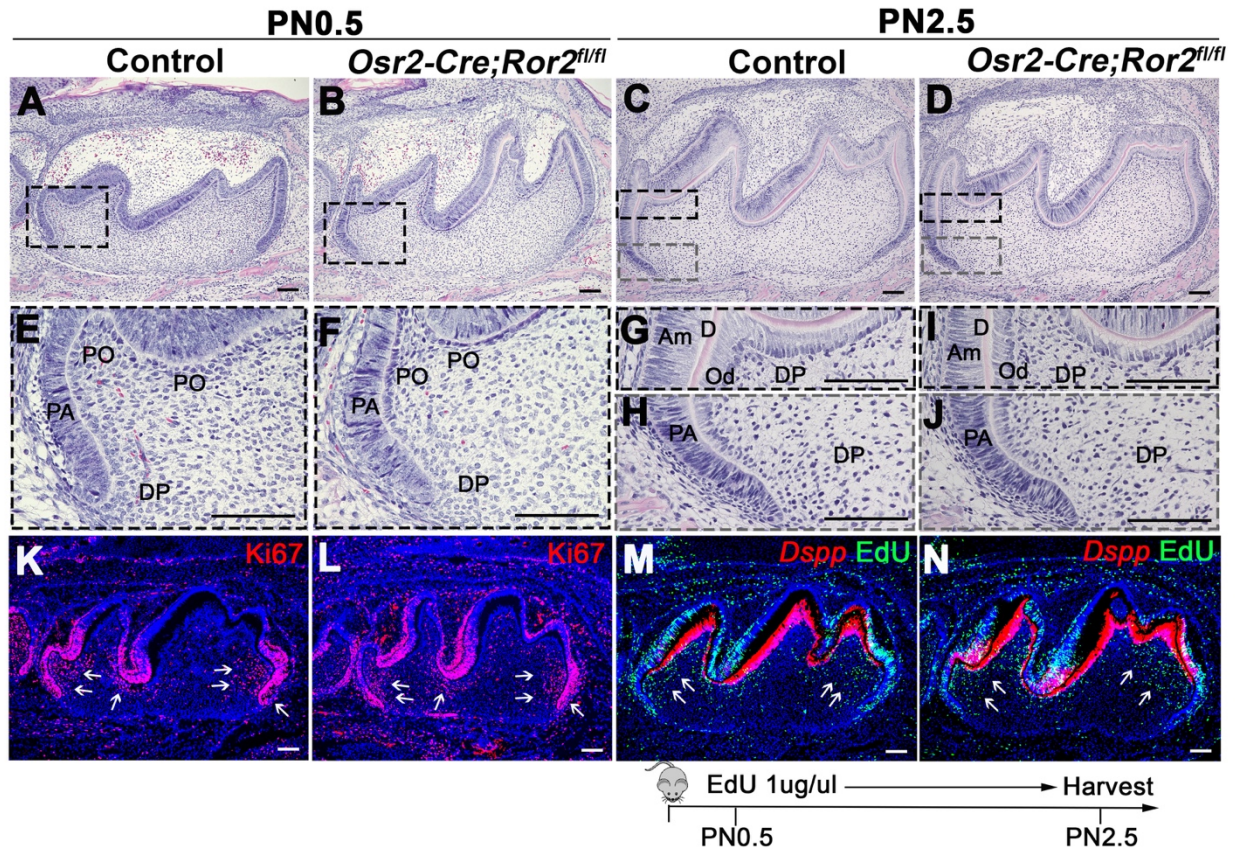 PN0.5 PN2.5
Control Osr2-Cre;Ror2fl/fl Control Osr2-Cre;Ror2fl/fl
A B C D
E PO PO PA DP
F PO PO PA DP
G Am D Od DP
I D Am Od DP
H PA DP
J PA DP
K Ki67 L Ki67 M Dspp EdU N Dspp EdU
EdU 1ug/ul Harvest
PN0.5 PN2.5